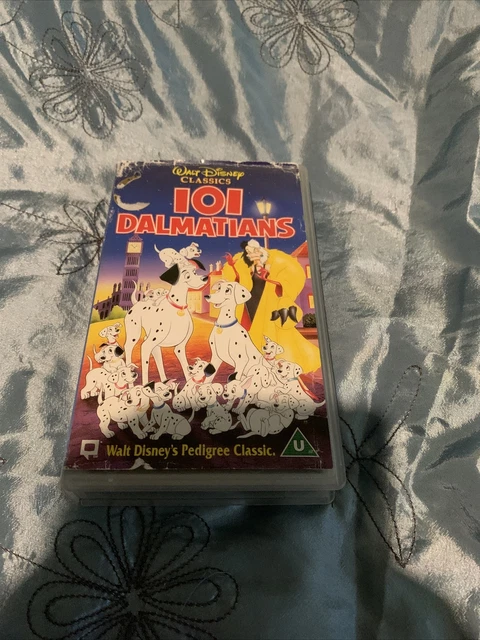 WALT DISNEY
CLASSICS
101
DALMATIANS
Walt Disney's Pedigree Classic.
U